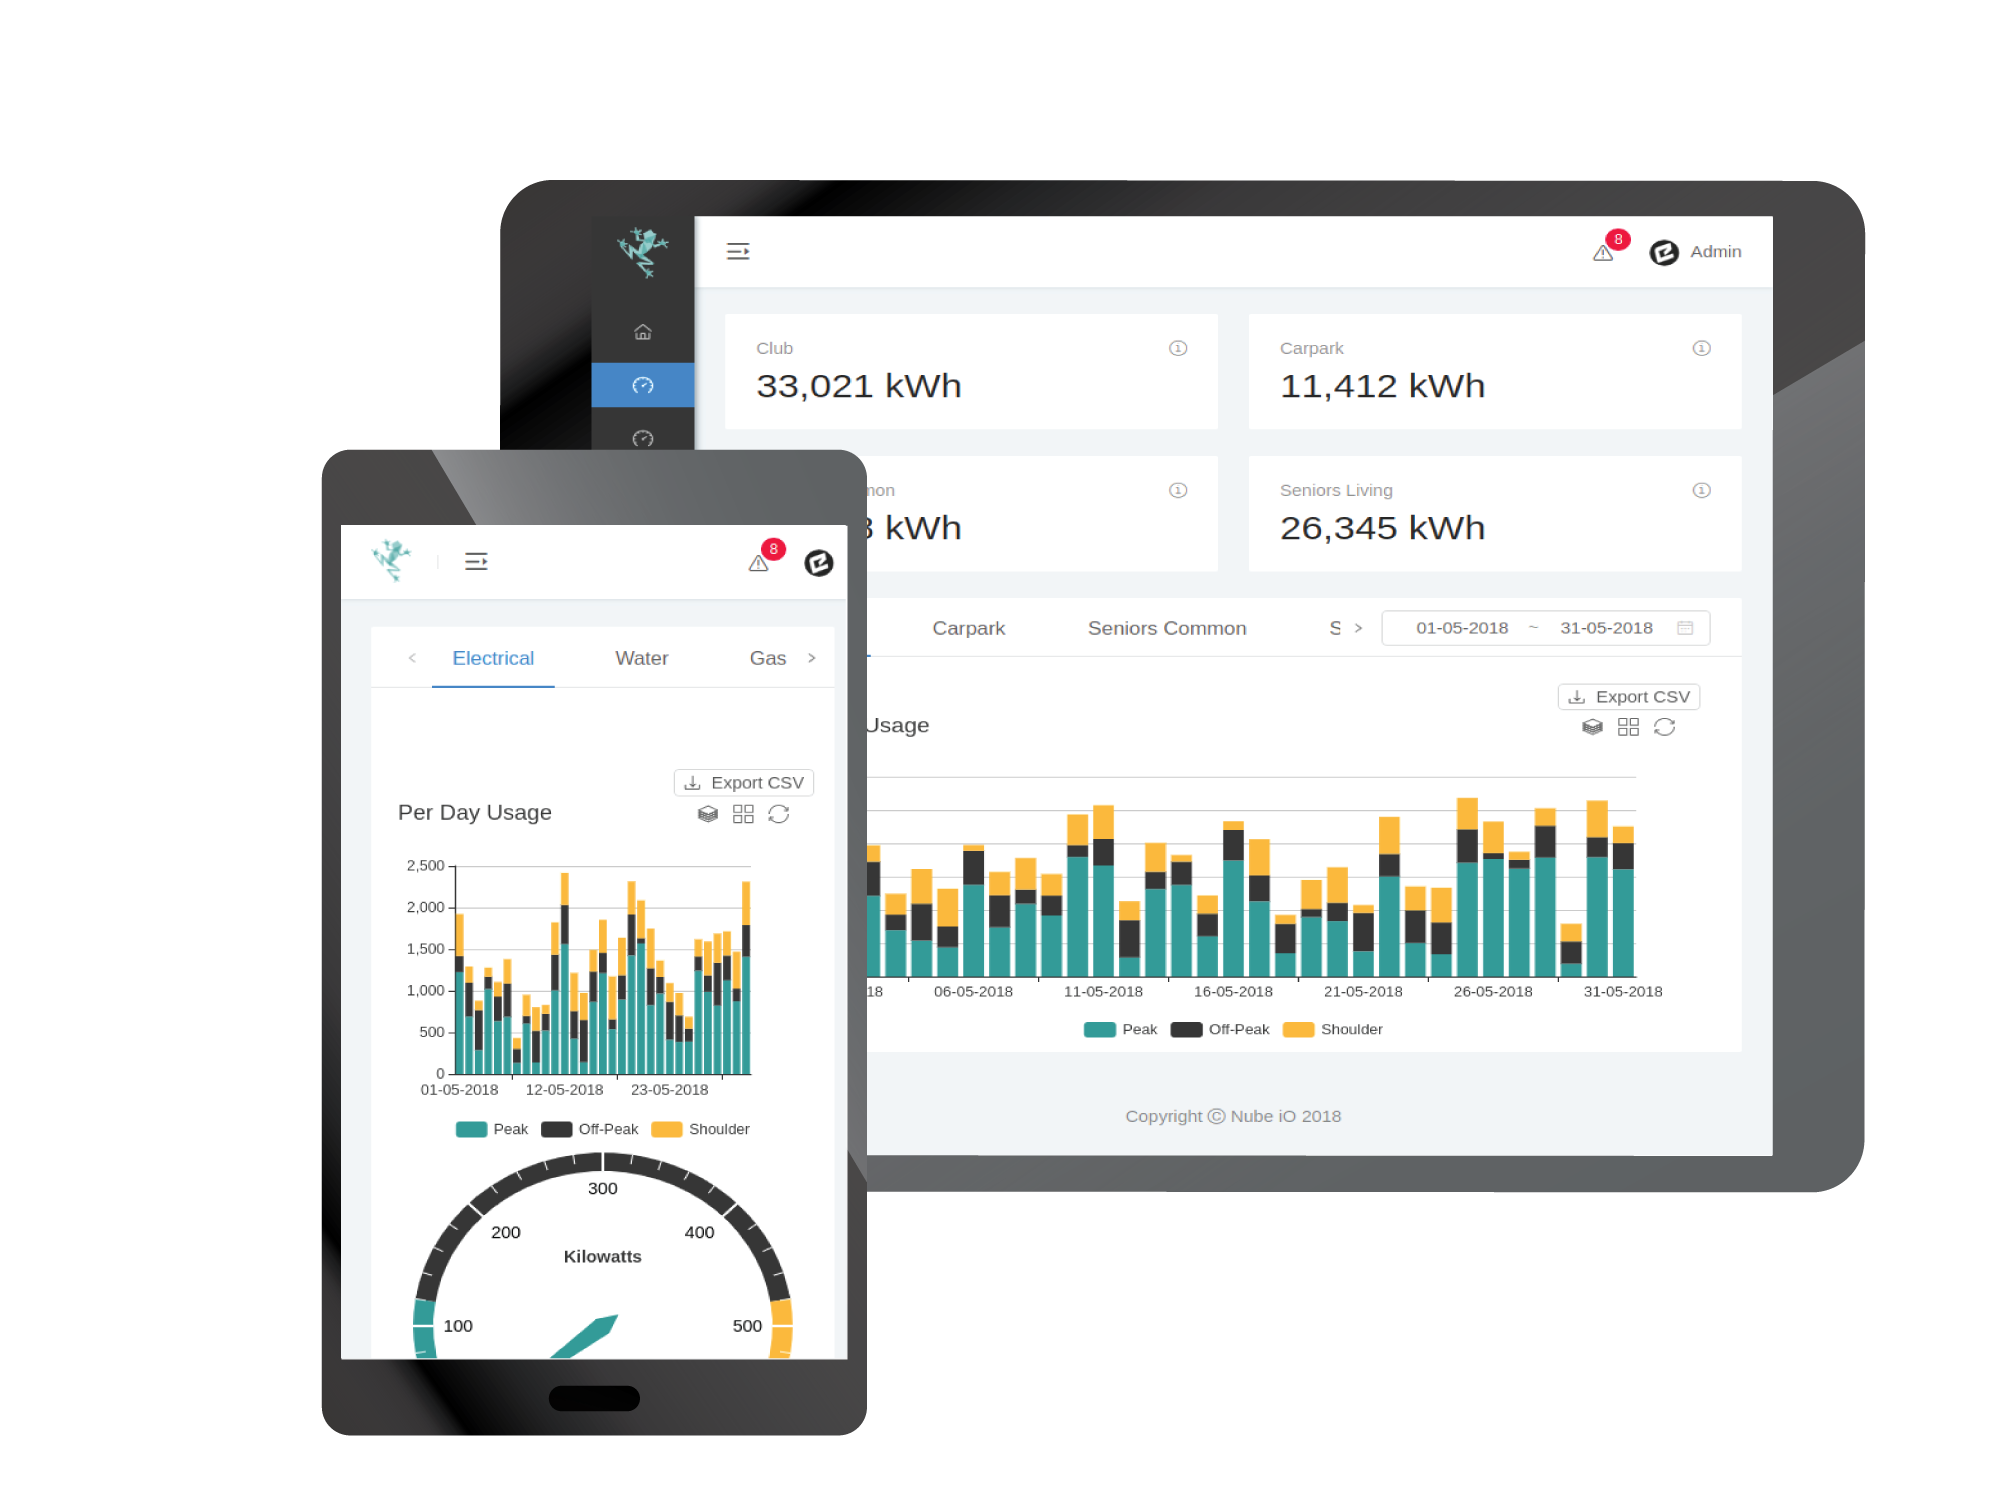 8
Admin
Club
33,021 kWh
Carpark
11,412 kWh
kWh
Seniors Living
26,345 kWh
Carpark Seniors Common S > 01-05-2018 ~ 31-05-2018
Export CSV
Usage
18 06-05-2018 11-05-2018 16-05-2018 21-05-2018 26-05-2018 31-05-2018
Peak Off-Peak Shoulder
Copyright © Nube iO 2018
8
< Electrical Water Gas >
Export CSV
Per Day Usage
2,500
2,000
1,500
1,000
500
0
01-05-2018 12-05-2018 23-05-2018
Peak Off-Peak Shoulder
300
200 400
Kilowatts
100 500